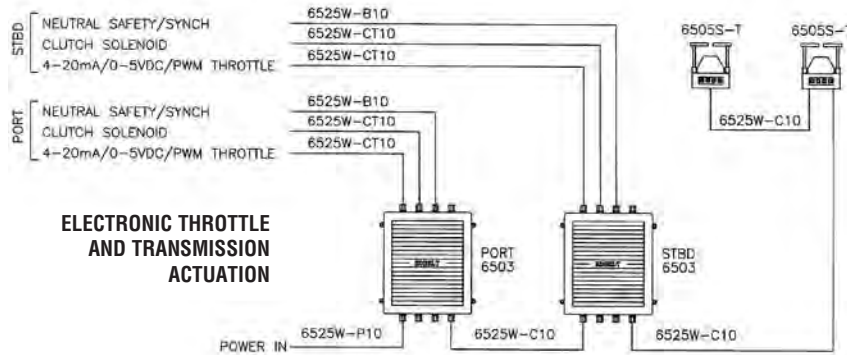 STBD
NEUTRAL SAFETY/SYNCH
CLUTCH SOLENOID
4-20mA/0-5VDC/PWM THROTTLE
6525W-B10
6525W-CT10
6525W-CT10
PORT
NEUTRAL SAFETY/SYNCH
CLUTCH SOLENOID
4-20mA/0-5VDC/PWM THROTTLE
6525W-B10
6525W-CT10
6525W-CT10
6505S-T
6505S-T
6525W-C10
ELECTRONIC THROTTLE
AND TRANSMISSION
ACTUATION
PORT
6503
STBD
6503
POWER IN
6525W-P10
6525W-C10
6525W-C10